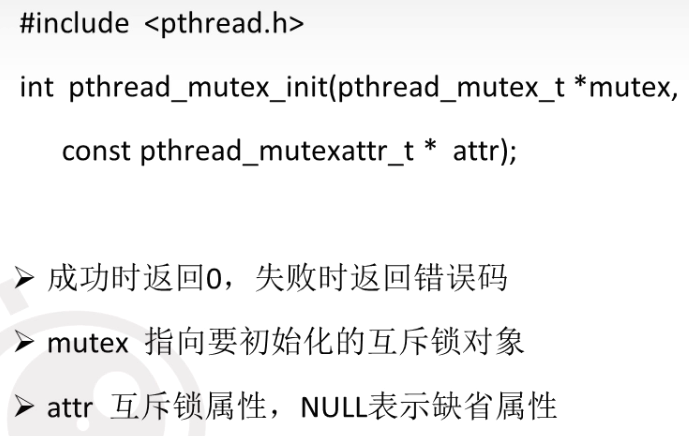 #include <pthread.h>
int pthread_mutex_init(pthread_mutex_t *mutex,
const pthread_mutexattr_t * attr);
➢ 成功时返回0，失败时返回错误码
➢ mutex 指向要初始化的互斥锁对象
➢ attr 互斥锁属性，NULL表示缺省属性